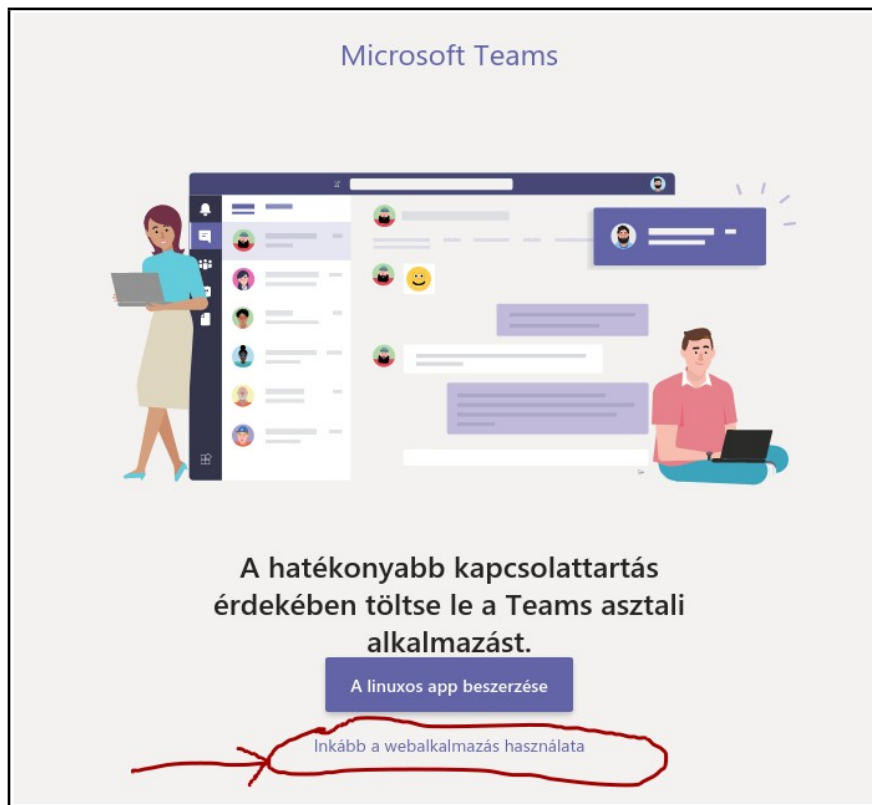 Microsoft Teams
A hatékonyabb kapcsolattartás
érdekében töltse le a Teams asztali
alkalmazást.
A linuxos app beszerzése
Inkább a webalkalmazás használata